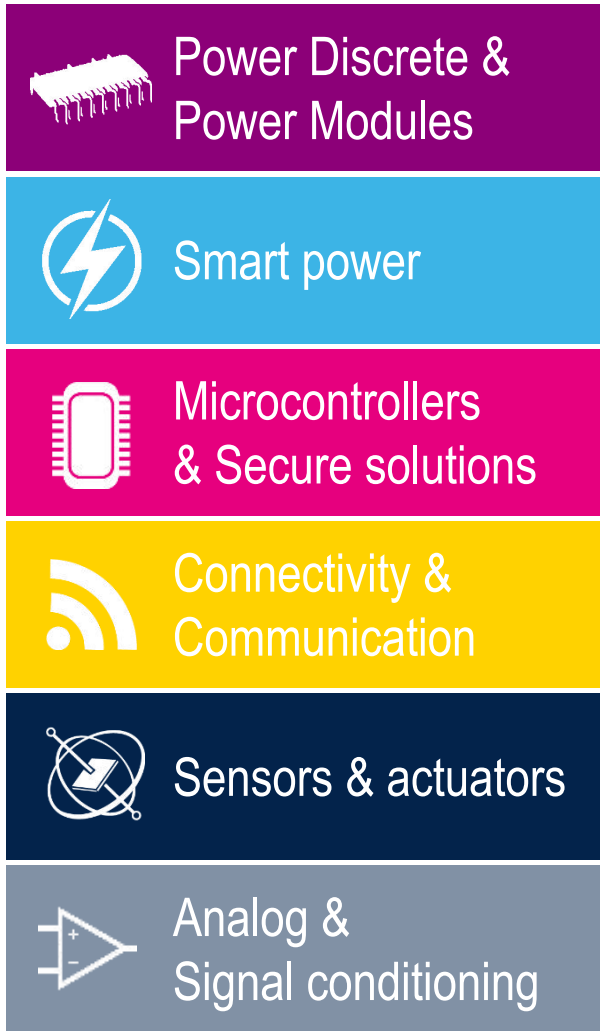 Power Discrete &
Power Modules
Smart power
Microcontrollers
& Secure solutions
Connectivity &
Communication
Sensors & actuators
Analog &
Signal conditioning